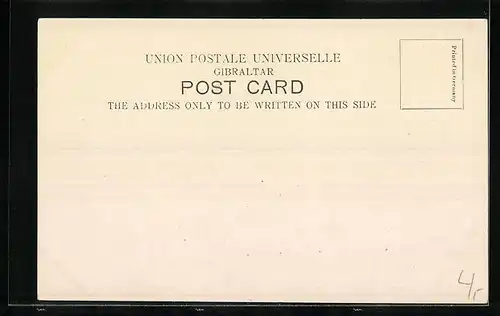 UNION POSTALE UNIVERSELLE
GIBRALTAR
POST CARD
THE ADDRESS ONLY TO BE WRITTEN ON THIS SIDE
Printed in Germany